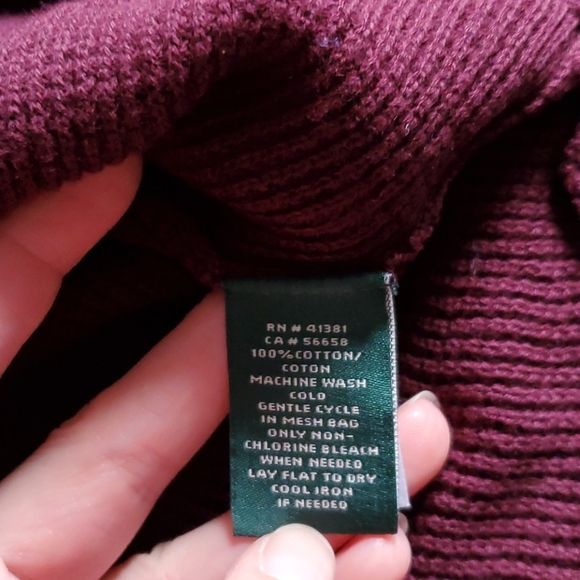 RN # 41381
CA # 56658
100%COTTON/
COTON
MACHINE WASH
COLD
GENTLE CYCLE
IN MESH BAG
ONLY NON-
CHLORINE BLEACH
WHEN NEEDED
LAY FLAT TO DRY
COOL IRON
IF NEEDED